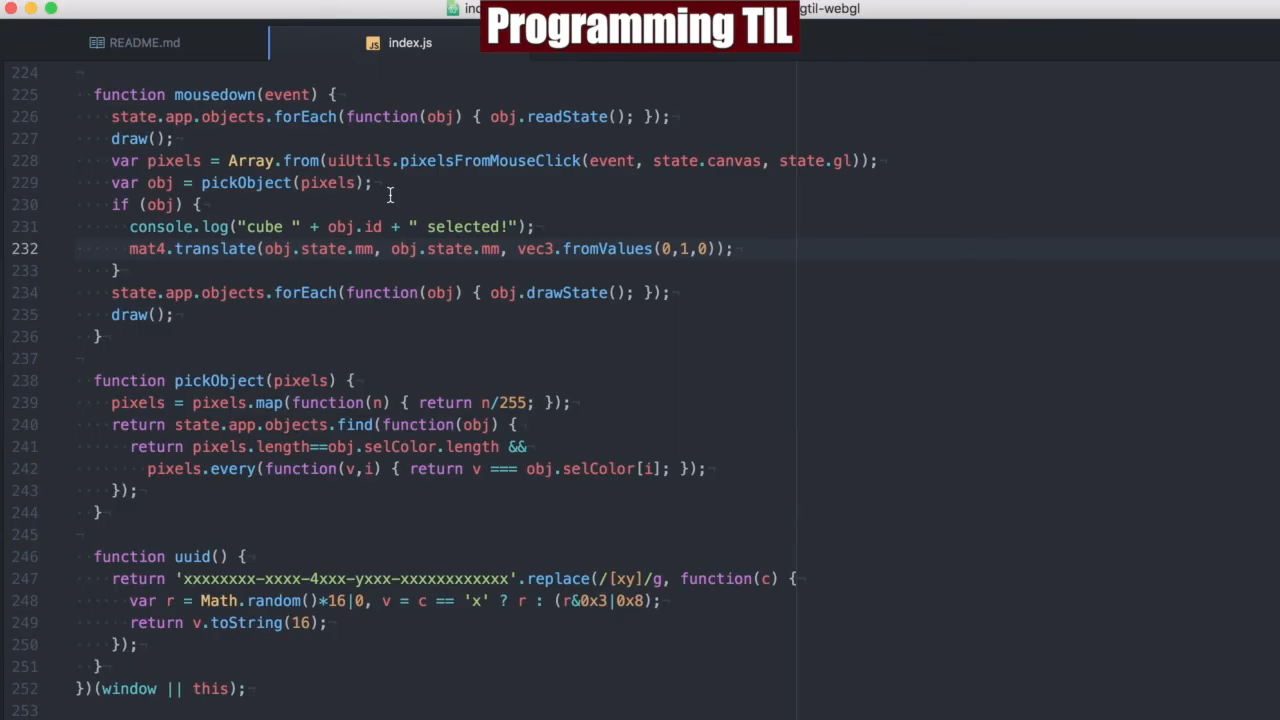 inc
gtil-webgl
Programming TIL
README.md
JS index.js
224
225 function mousedown(event) {
226 state.app.objects.forEach(function(obj) { obj.readState(); });
227 draw();
228 var pixels = Array.from(uiUtils.pixelsFromMouseClick(event, state.canvas, state.gl));
229 var obj = pickObject(pixels);
230 if (obj) {
231 console.log("cube " + obj.id + " selected!");
232 mat4.translate(obj.state.mm, obj.state.mm, vec3.fromValues(0,1,0));
233 }
234 state.app.objects.forEach(function(obj) { obj.drawState(); });
235 draw();
236 }
237
238 function pickObject(pixels) {
239 pixels = pixels.map(function(n) { return n/255; });
240 return state.app.objects.find(function(obj) {
241 return pixels.length==obj.selColor.length &&
242 pixels.every(function(v,i) { return v === obj.selColor[i]; });
243 });
244 }
245
246 function uuid() {
247 return 'xxxxxxxx-xxxx-4xxx-yxxx-xxxxxxxxxxxx'.replace(/[xy]/g, function(c) {
248 var r = Math.random()*16|0, v = c == 'x' ? r : (r&0x3|0x8);
249 return v.toString(16);
250 });
251 }
252 })(window || this);
253